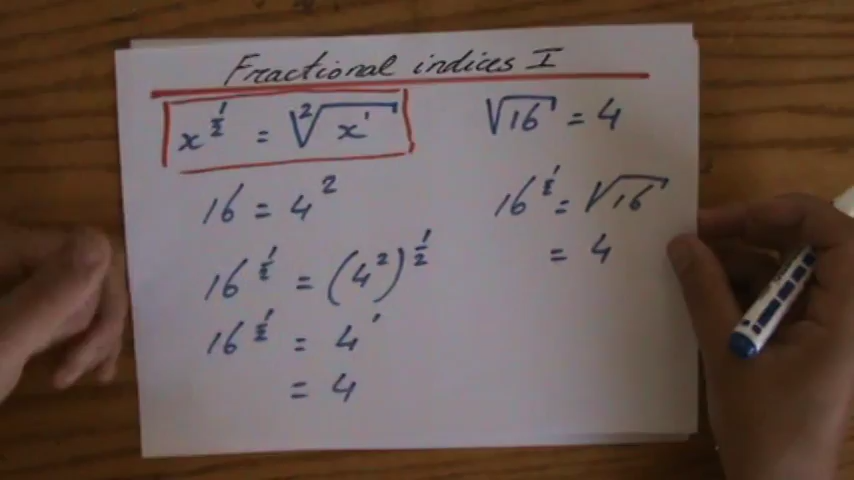 Fractional indices I
x^{1/2} = ²√x¹
16 = 4²
16^{1/2} = (4²)^{1/2}
16^{1/2} = 4¹
= 4
√16 = 4
16^{1/2} = √16
= 4